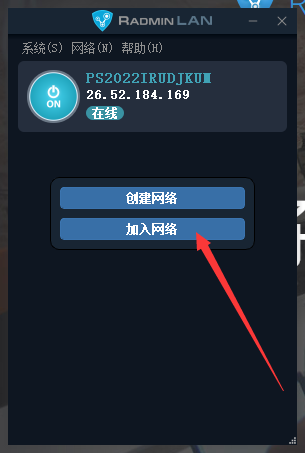 RADMIN LAN
系统(S) 网络(N) 帮助(H)
PS2022IRUDJKUM
26.52.184.169
在线
ON
创建网络
加入网络